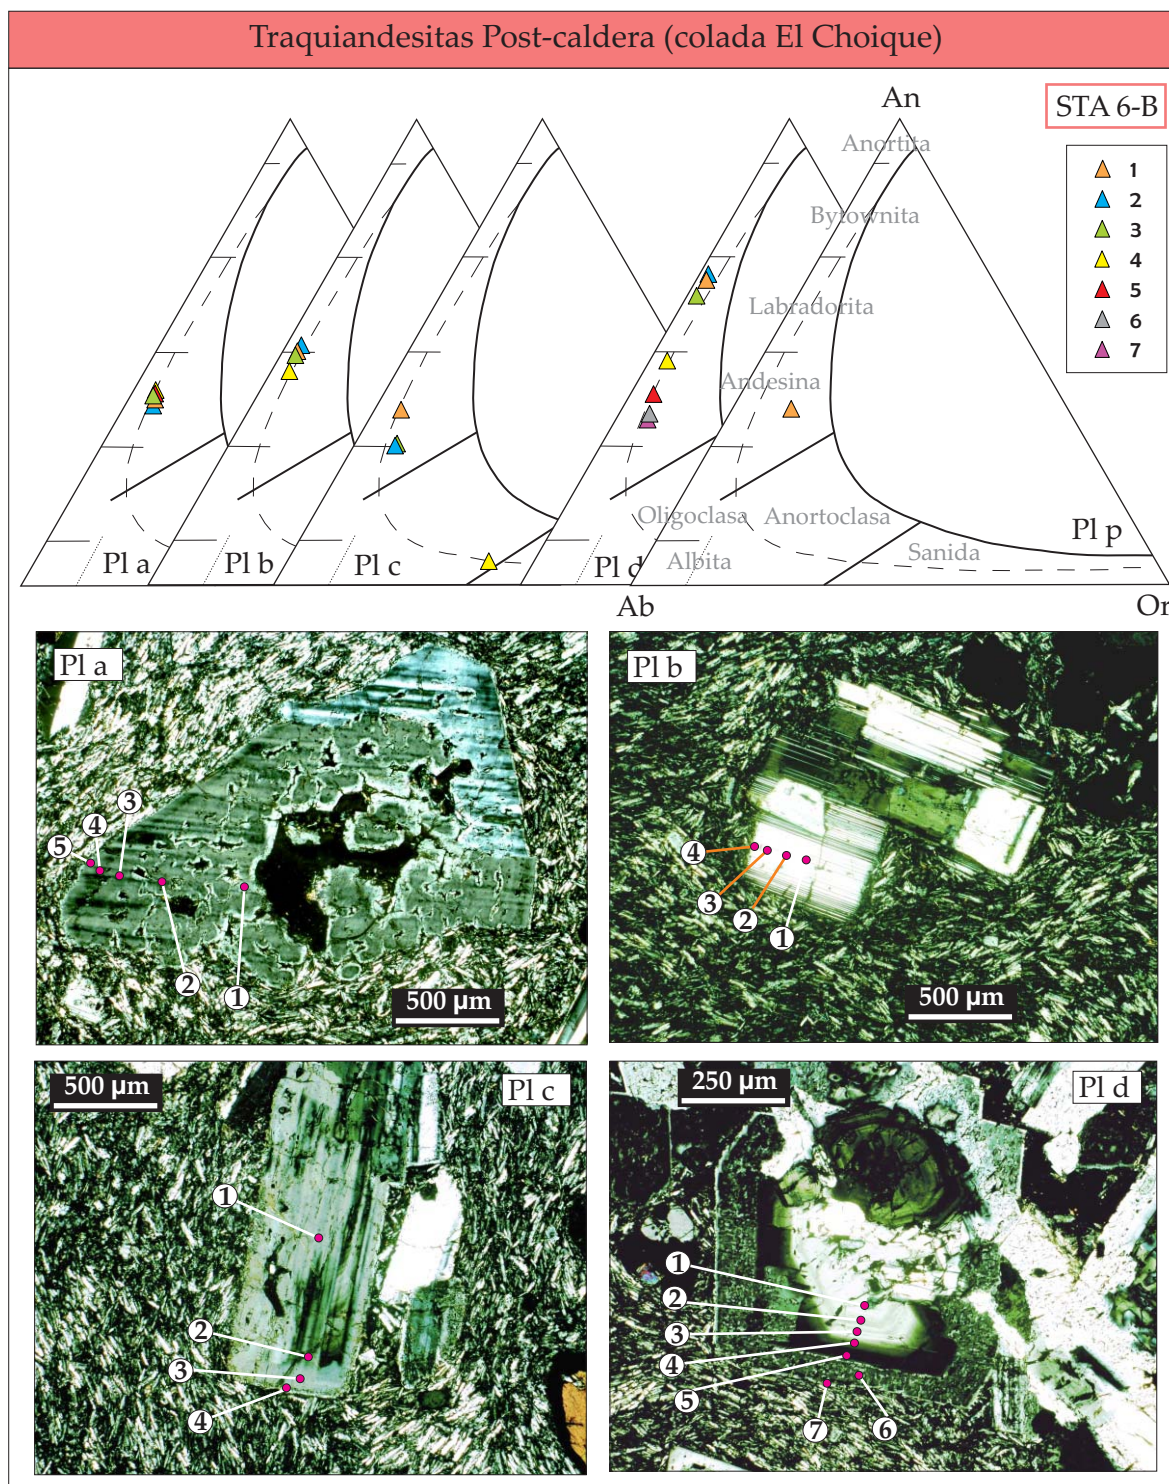 Traquiandesitas Post-caldera (colada El Choique)
An
STA 6-B
Anortita
1
2
Bytownita
3
4
5
Labradorita
6
7
Andesina
Oligoclasa
Anortoclasa
Pl p
Sanida
Pl a
Pl b
Pl c
Pl d
Albita
Ab
Or
Pl a
3
4
5
2
1
500 µm
Pl b
4
3
2
1
500 µm
500 µm
Pl c
1
2
3
4
250 µm
Pl d
1
2
3
4
5
7
6